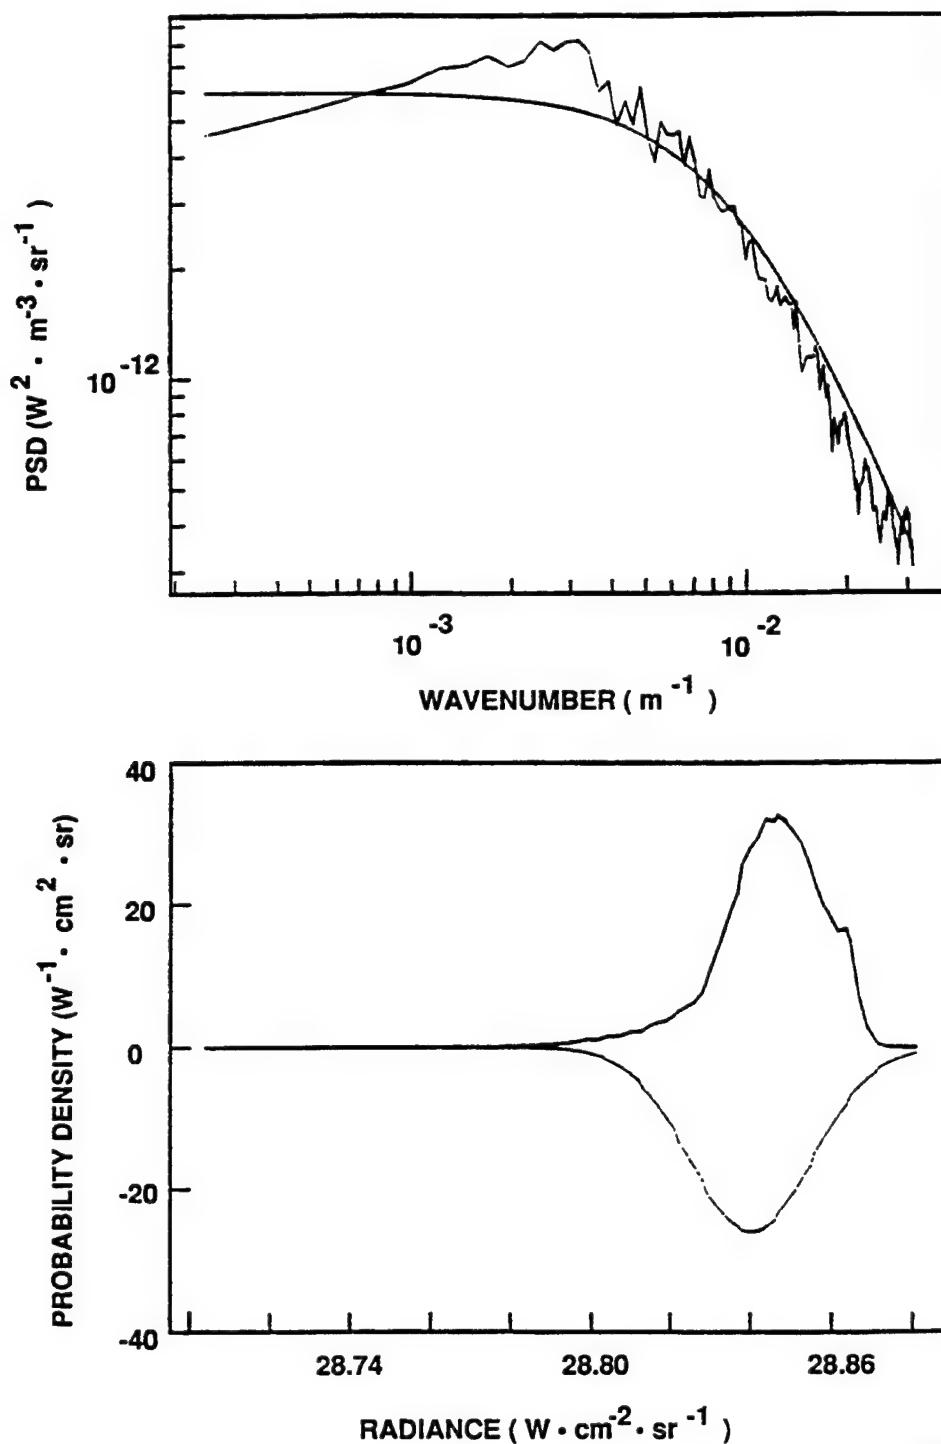 PSD (W² · m⁻³ · sr⁻¹)
10⁻¹²
10⁻³ 10⁻²
WAVENUMBER ( m⁻¹ )
PROBABILITY DENSITY (W⁻¹ · cm² · sr)
40
20
0
-20
-40
28.74 28.80 28.86
RADIANCE ( W · cm⁻² · sr⁻¹ )